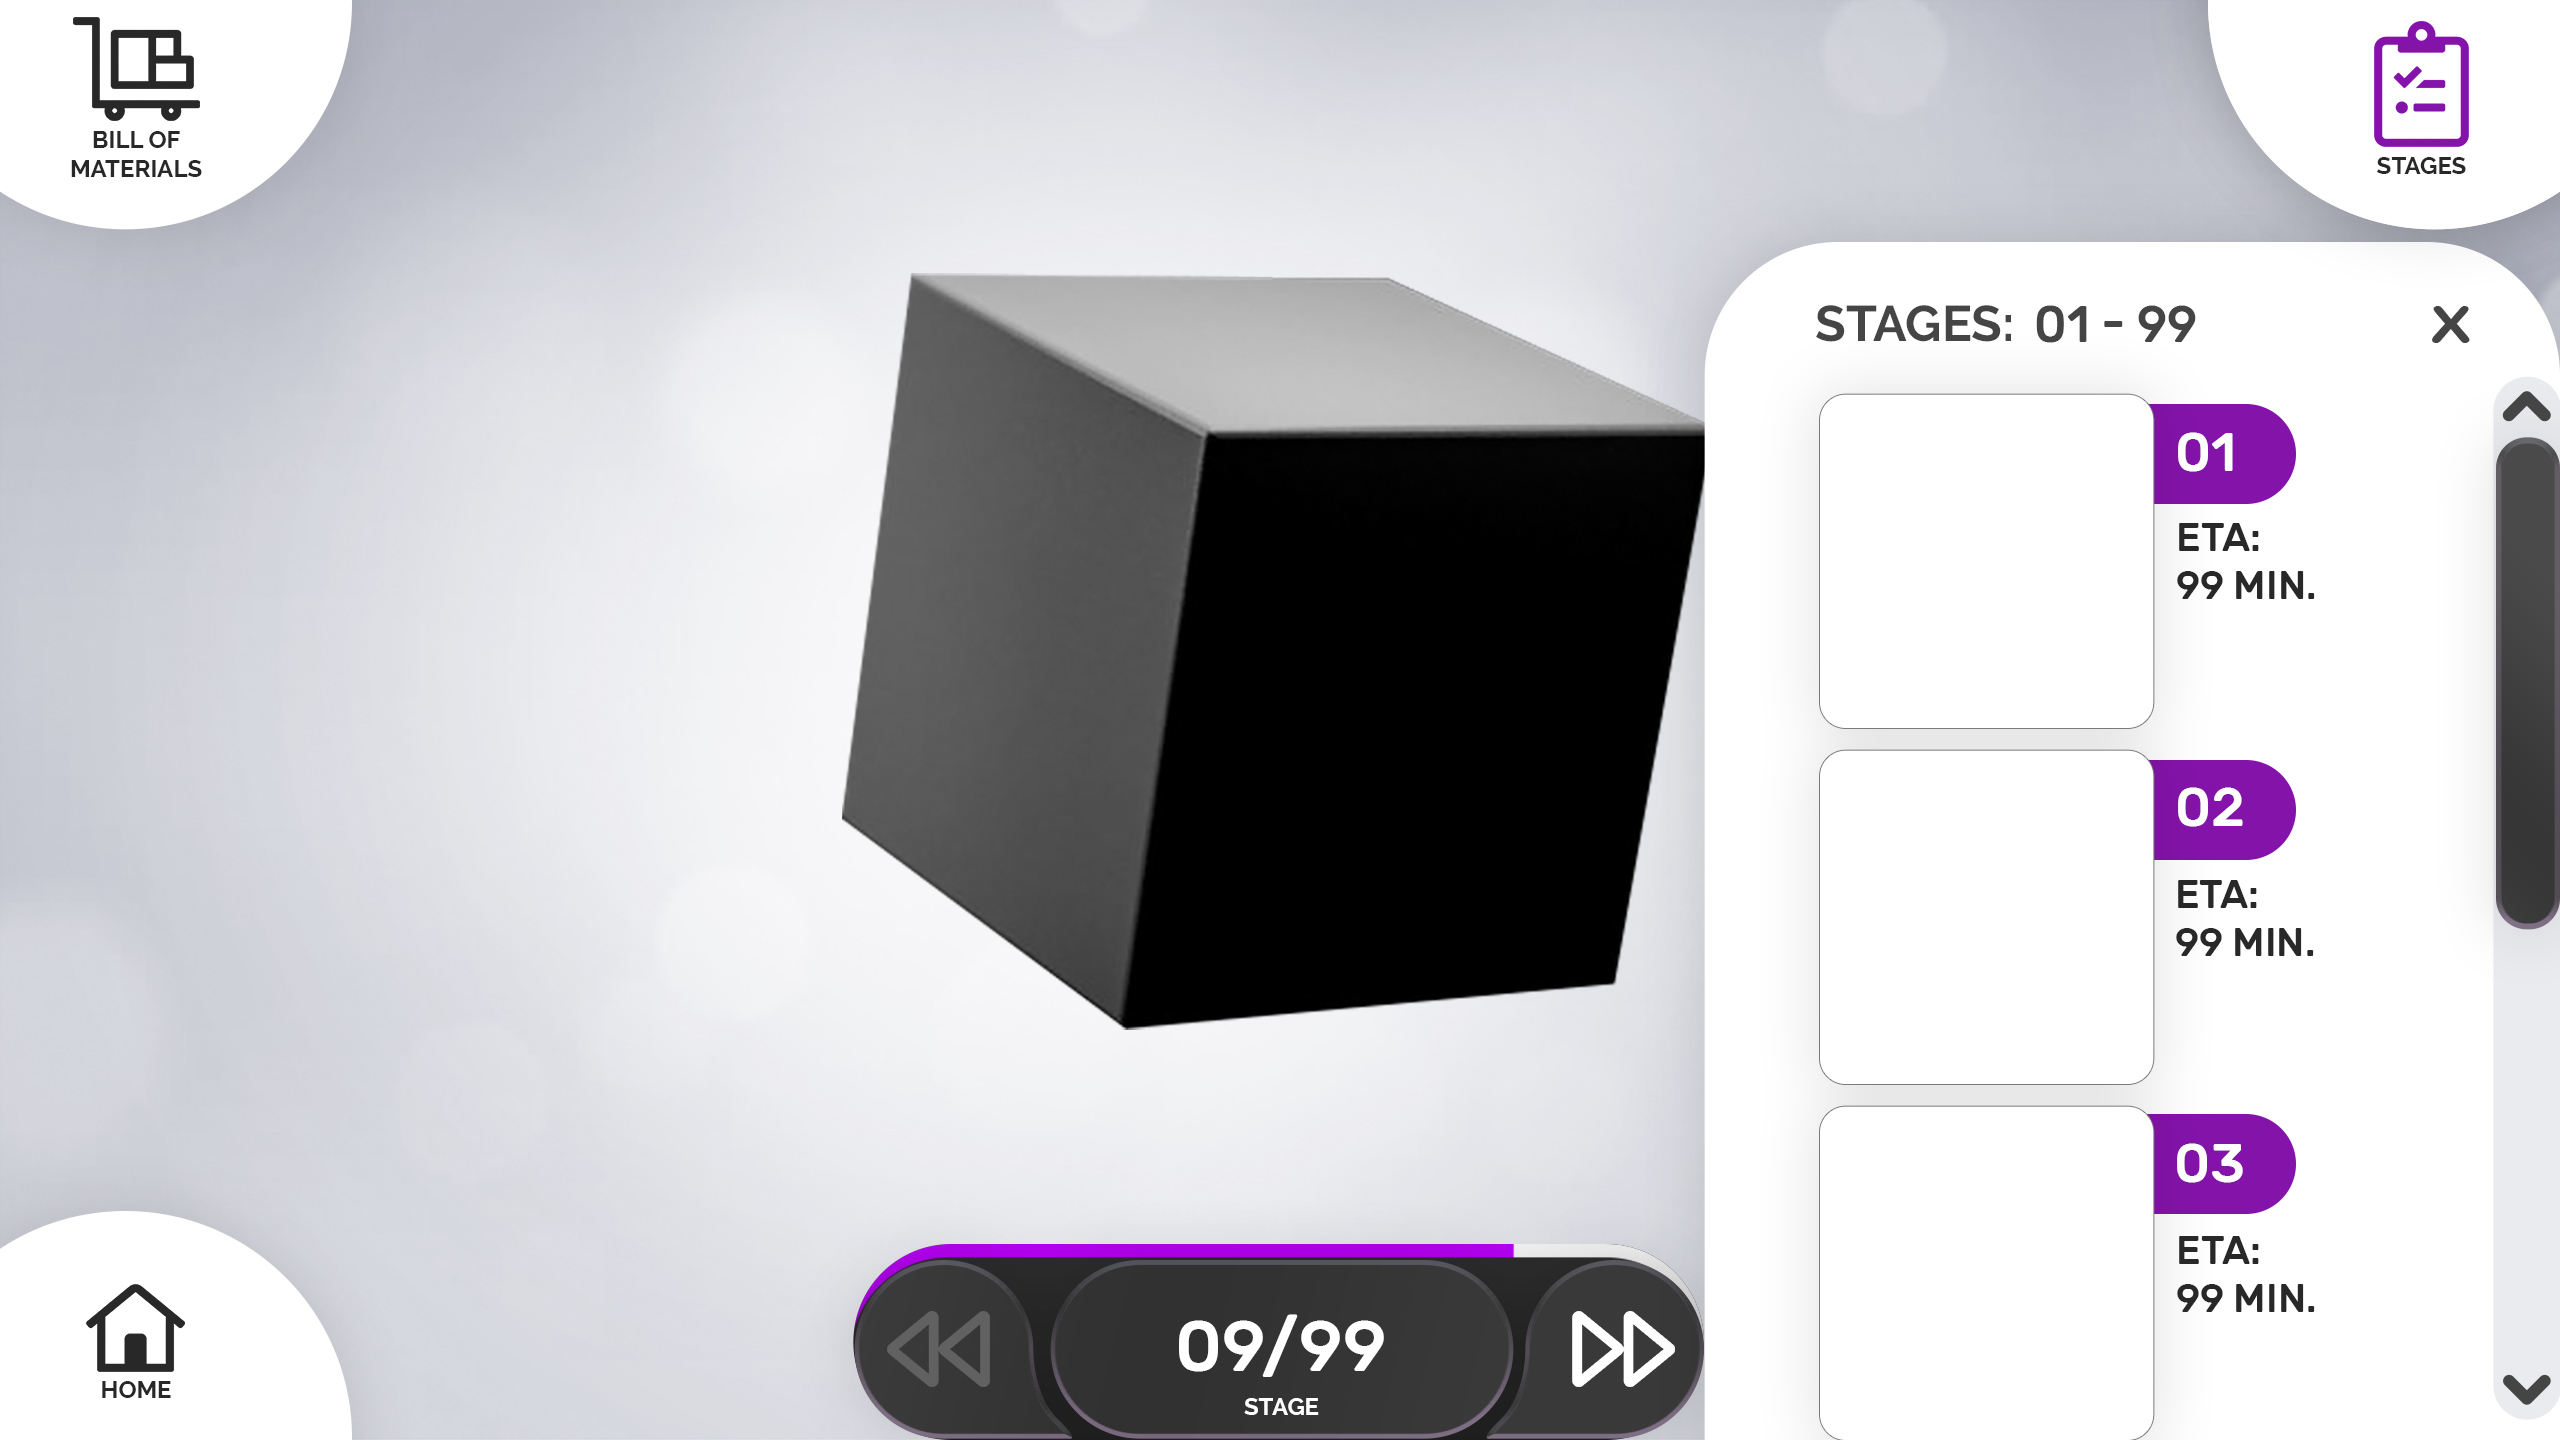 BILL OF
MATERIALS
STAGES
STAGES: 01 - 99
01
ETA:
99 MIN.
02
ETA:
99 MIN.
03
ETA:
99 MIN.
HOME
09/99
STAGE